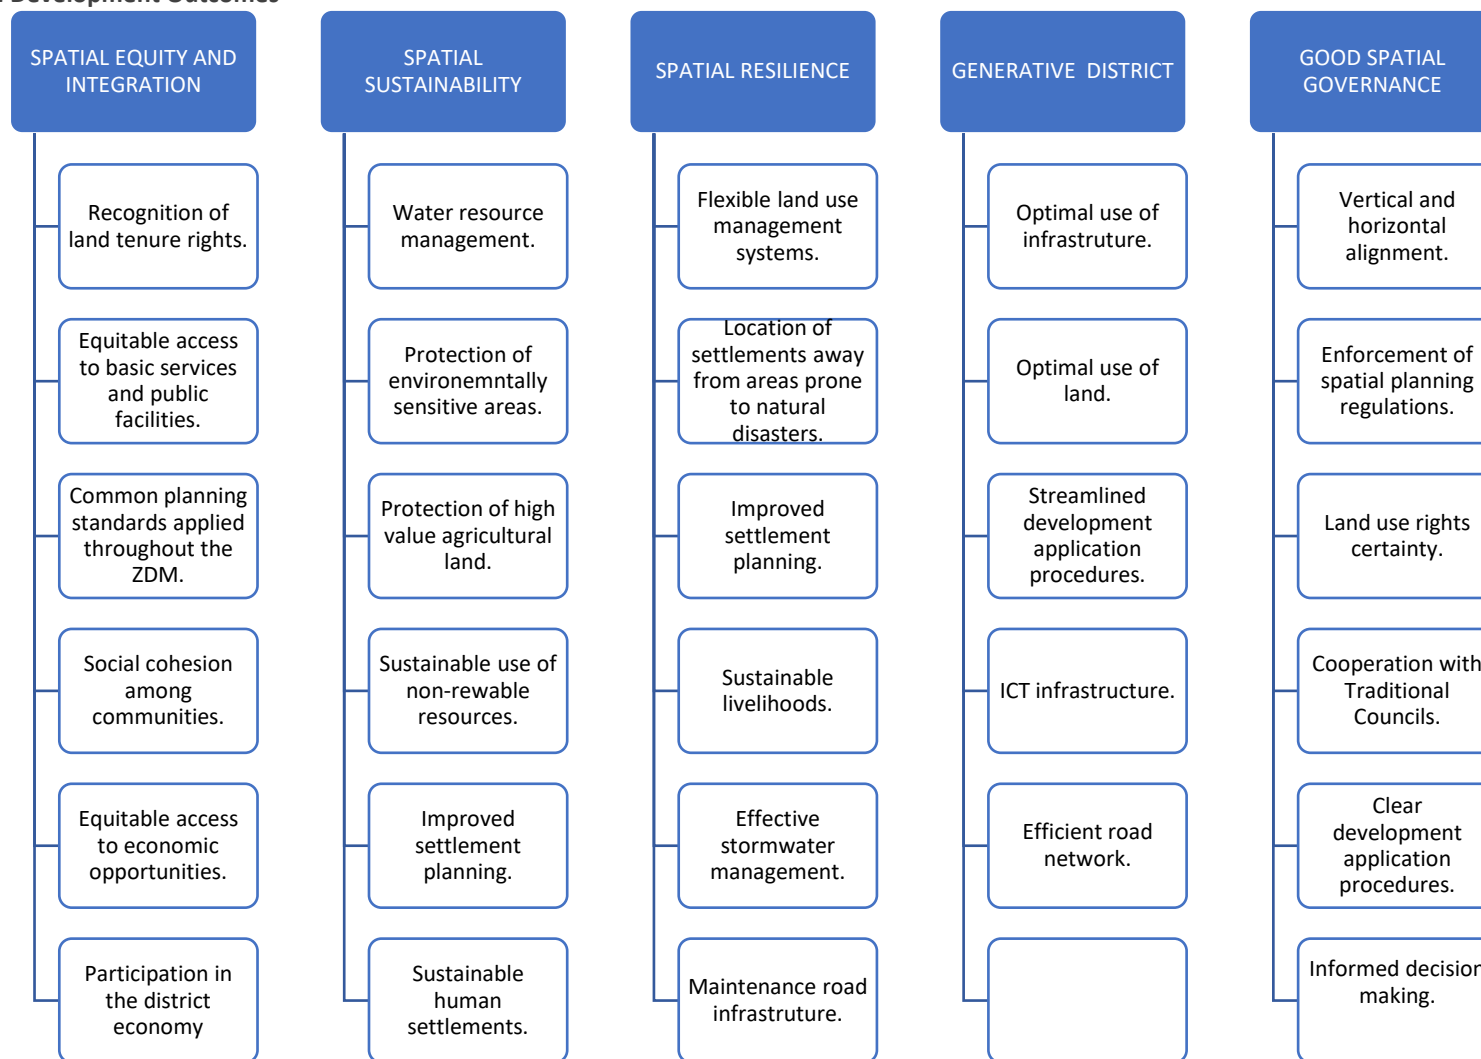 Development Outcomes
SPATIAL EQUITY AND
INTEGRATION
Recognition of
land tenure rights.
Equitable access
to basic services
and public
facilities.
Common planning
standards applied
throughout the
ZDM.
Social cohesion
among
communities.
Equitable access
to economic
opportunities.
Participation in
the district
economy
SPATIAL
SUSTAINABILITY
Water resource
management.
Protection of
environemntally
sensitive areas.
Protection of high
value agricultural
land.
Sustainable use of
non-rewable
resources.
Improved
settlement
planning.
Sustainable
human
settlements.
SPATIAL RESILIENCE
Flexible land use
management
systems.
Location of
settlements away
from areas prone
to natural
disasters.
Improved
settlement
planning.
Sustainable
livelihoods.
Effective
stormwater
management.
Maintenance road
infrastruture.
GENERATIVE DISTRICT
Optimal use of
infrastruture.
Optimal use of
land.
Streamlined
development
application
procedures.
ICT infrastructure.
Efficient road
network.
GOOD SPATIAL
GOVERNANCE
Vertical and
horizontal
alignment.
Enforcement of
spatial planning
regulations.
Land use rights
certainty.
Cooperation with
Traditional
Councils.
Clear
development
application
procedures.
Informed decision
making.